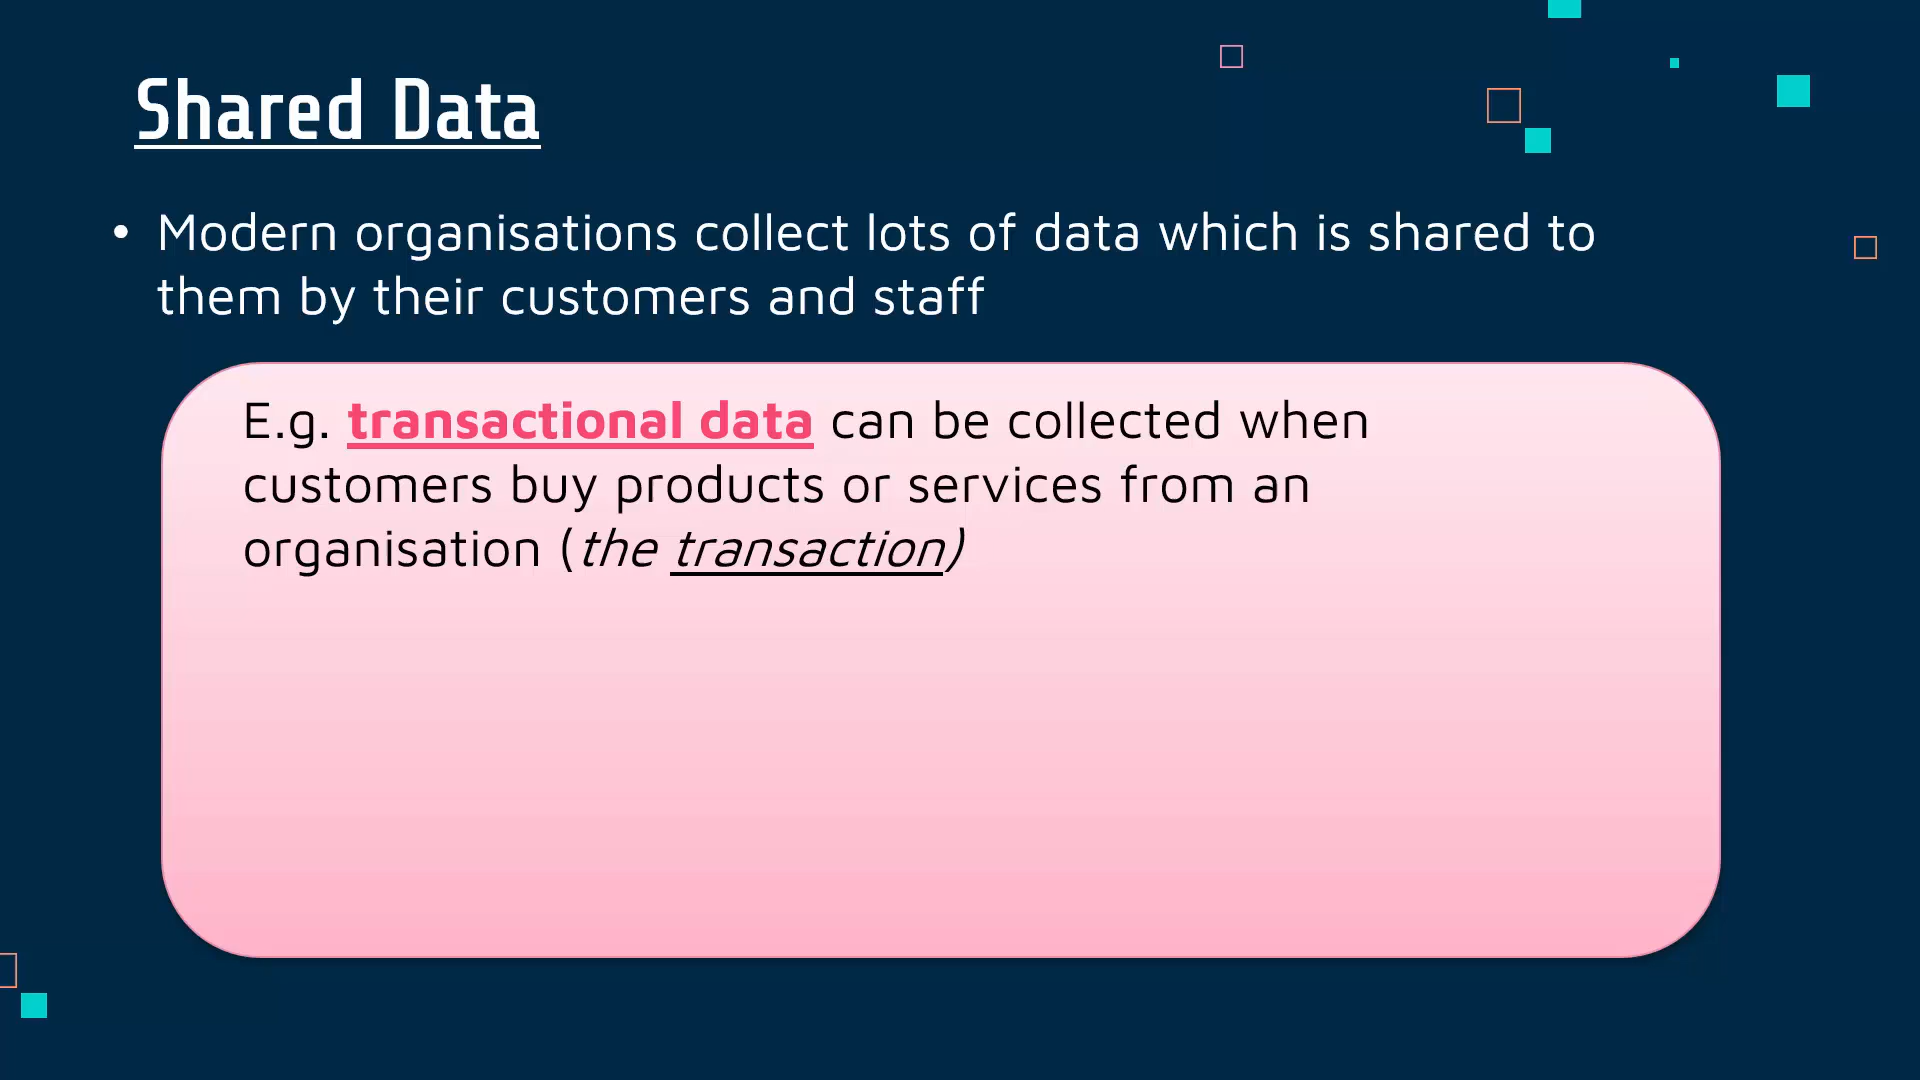 Shared Data
• Modern organisations collect lots of data which is shared to
them by their customers and staff
E.g. transactional data can be collected when
customers buy products or services from an
organisation (the transaction)